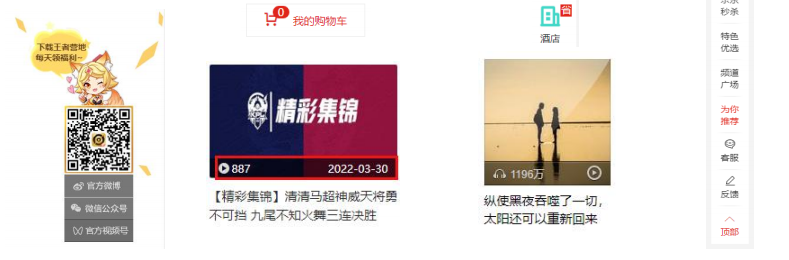 下载王者营地
每天领福利~
官方微博
微信公众号
官方视频号
0
我的购物车
精彩集锦
887
2022-03-30
【精彩集锦】清清马超神威天将勇
不可挡 九尾不知火舞三连决胜
省
酒店
1196万
纵使黑夜吞噬了一切，
太阳还可以重新回来
秒杀
特色
优选
频道
广场
为你
推荐
客服
反馈
顶部